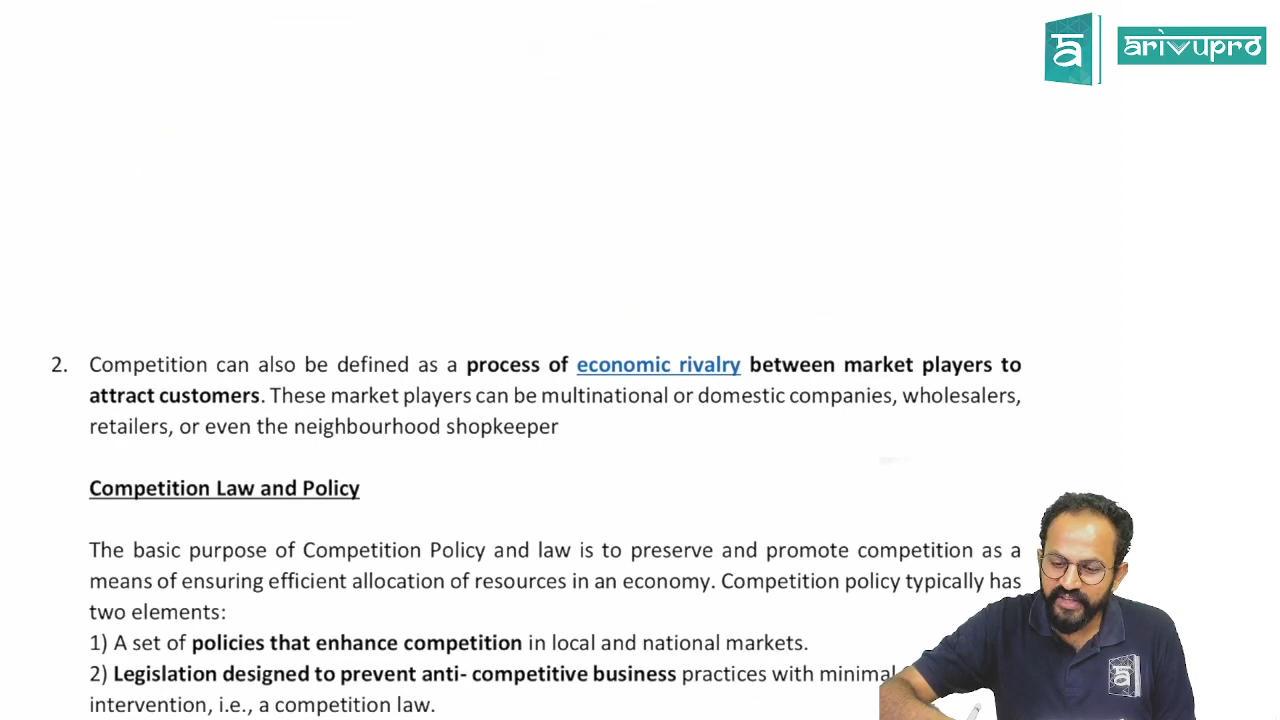 arivupro
2. Competition can also be defined as a process of economic rivalry between market players to
attract customers. These market players can be multinational or domestic companies, wholesalers,
retailers, or even the neighbourhood shopkeeper
Competition Law and Policy
The basic purpose of Competition Policy and law is to preserve and promote competition as a
means of ensuring efficient allocation of resources in an economy. Competition policy typically has
two elements:
1) A set of policies that enhance competition in local and national markets.
2) Legislation designed to prevent anti- competitive business practices with minimal
intervention, i.e., a competition law.